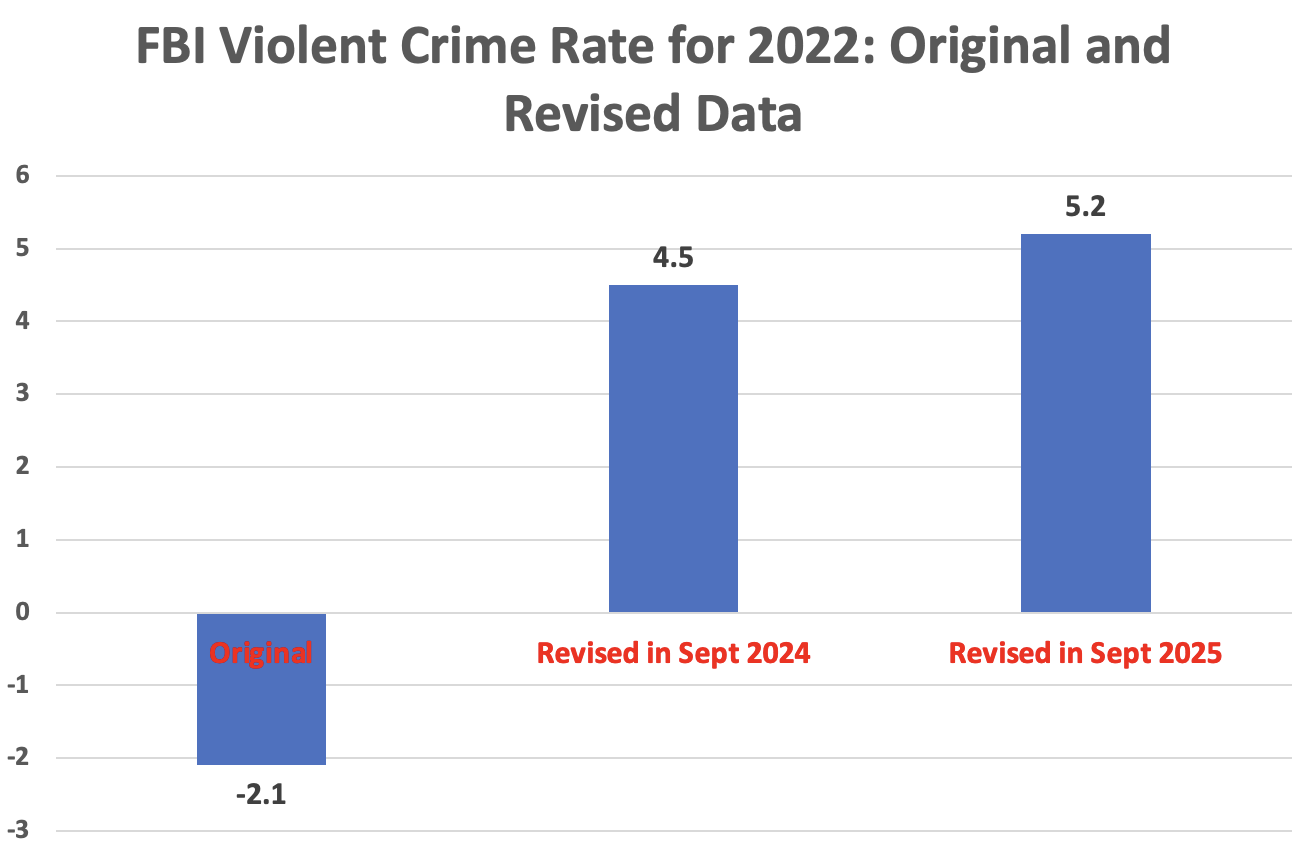 FBI Violent Crime Rate for 2022: Original and
Revised Data
6
5.2
5
4.5
4
3
2
1
0
Original
Revised in Sept 2024
Revised in Sept 2025
-1
-2
-2.1
-3